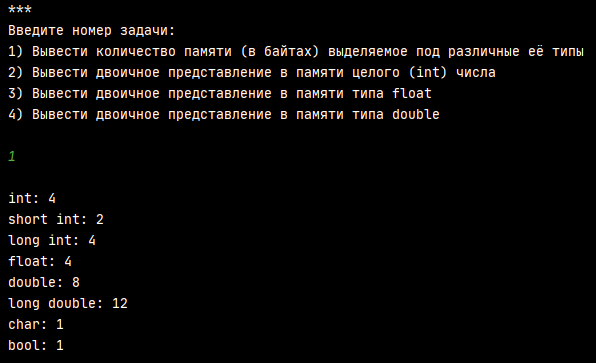 ***
Введите номер задачи:
1) Вывести количество памяти (в байтах) выделяемое под различные её типы
2) Вывести двоичное представление в памяти целого (int) числа
3) Вывести двоичное представление в памяти типа float
4) Вывести двоичное представление в памяти типа double
1
int: 4
short int: 2
long int: 4
float: 4
double: 8
long double: 12
char: 1
bool: 1